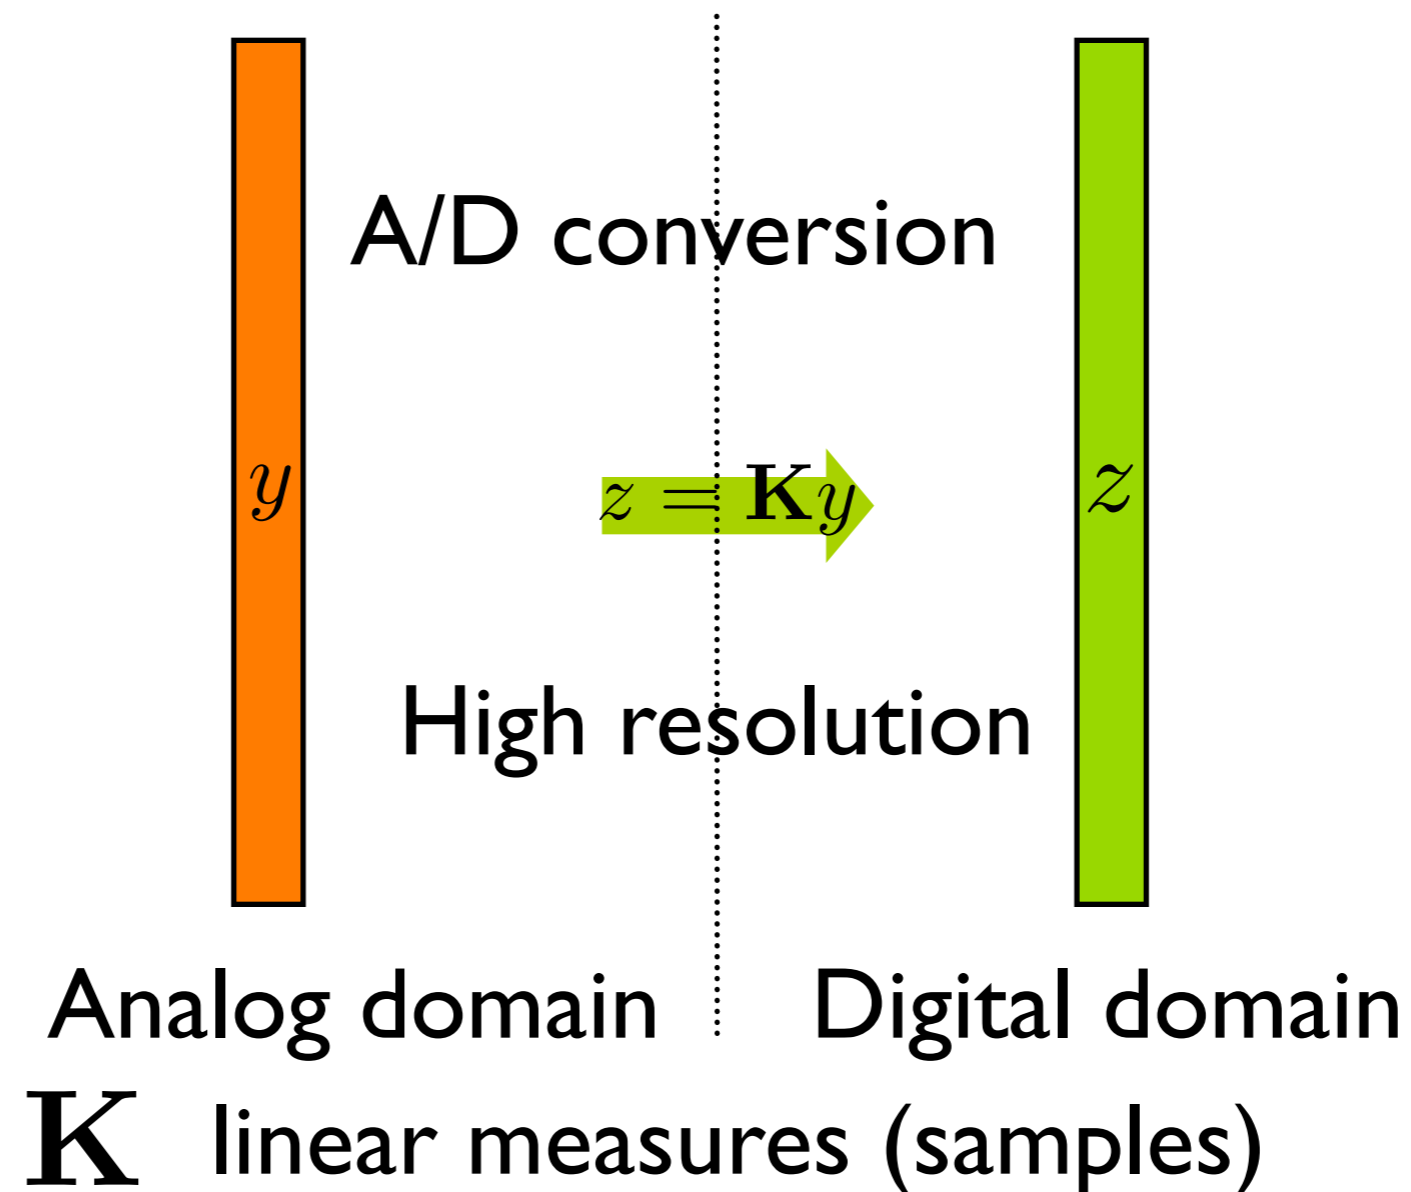 A/D conversion
y
z = Ky
z
High resolution
Analog domain
Digital domain
K linear measures (samples)